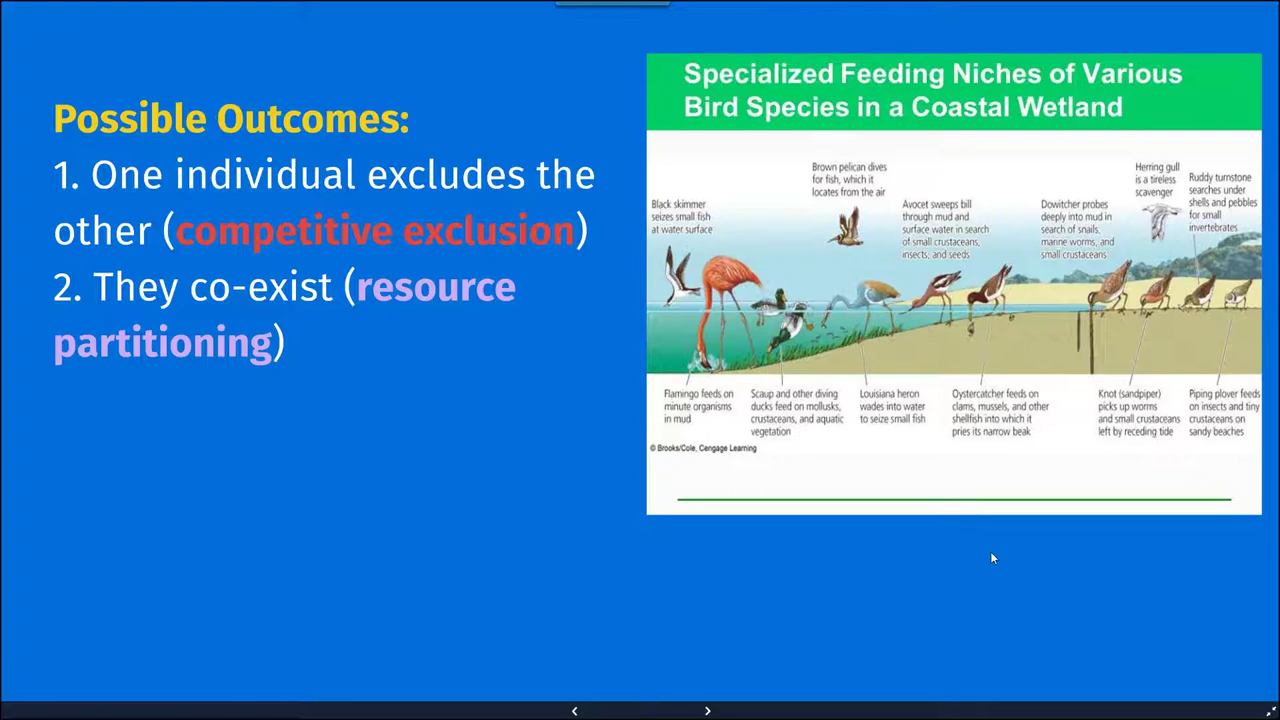 Possible Outcomes:
1. One individual excludes the
other (competitive exclusion)
2. They co-exist (resource
partitioning)
Specialized Feeding Niches of Various
Bird Species in a Coastal Wetland
Black skimmer
seizes small fish
at water surface
Brown pelican dives
for fish, which it
locates from the air
Avocet sweeps bill
through mud and
surface water in search
of small crustaceans,
insects, and seeds
Dowitcher probes
deeply into mud in
search of snails,
marine worms, and
small crustaceans
Herring gull
is a tireless
scavenger
Ruddy turnstone
searches under
shells and pebbles
for small
invertebrates
Flamingo feeds on
minute organisms
in mud
Scaup and other diving
ducks feed on mollusks,
crustaceans, and aquatic
vegetation
Louisiana heron
wades into water
to seize small fish
Oystercatcher feeds on
clams, mussels, and other
shellfish into which it
pries its narrow beak
Knot (sandpiper)
picks up worms
and small crustaceans
left by receding tide
Piping plover feeds
on insects and tiny
crustaceans on
sandy beaches
© Brooks/Cole, Cengage Learning